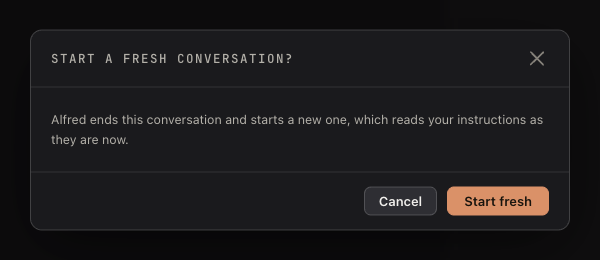 START A FRESH CONVERSATION?
Alfred ends this conversation and starts a new one, which reads your instructions as
they are now.
Cancel
Start fresh